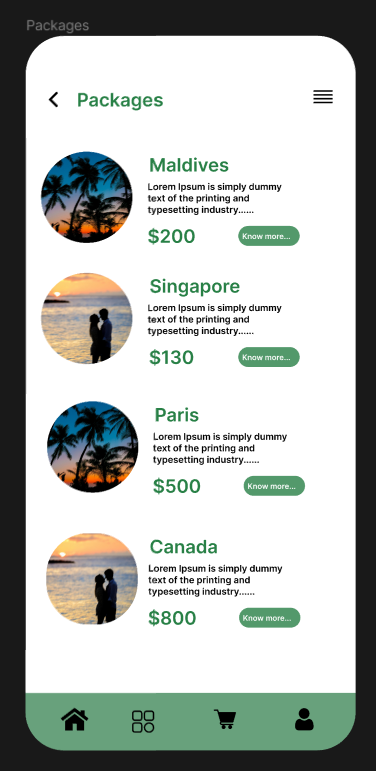 Packages
Packages
Maldives
Lorem Ipsum is simply dummy
text of the printing and
typesetting industry......
$200
Know more...
Singapore
Lorem Ipsum is simply dummy
text of the printing and
typesetting industry......
$130
Know more...
Paris
Lorem Ipsum is simply dummy
text of the printing and
typesetting industry......
$500
Know more...
Canada
Lorem Ipsum is simply dummy
text of the printing and
typesetting industry......
$800
Know more...